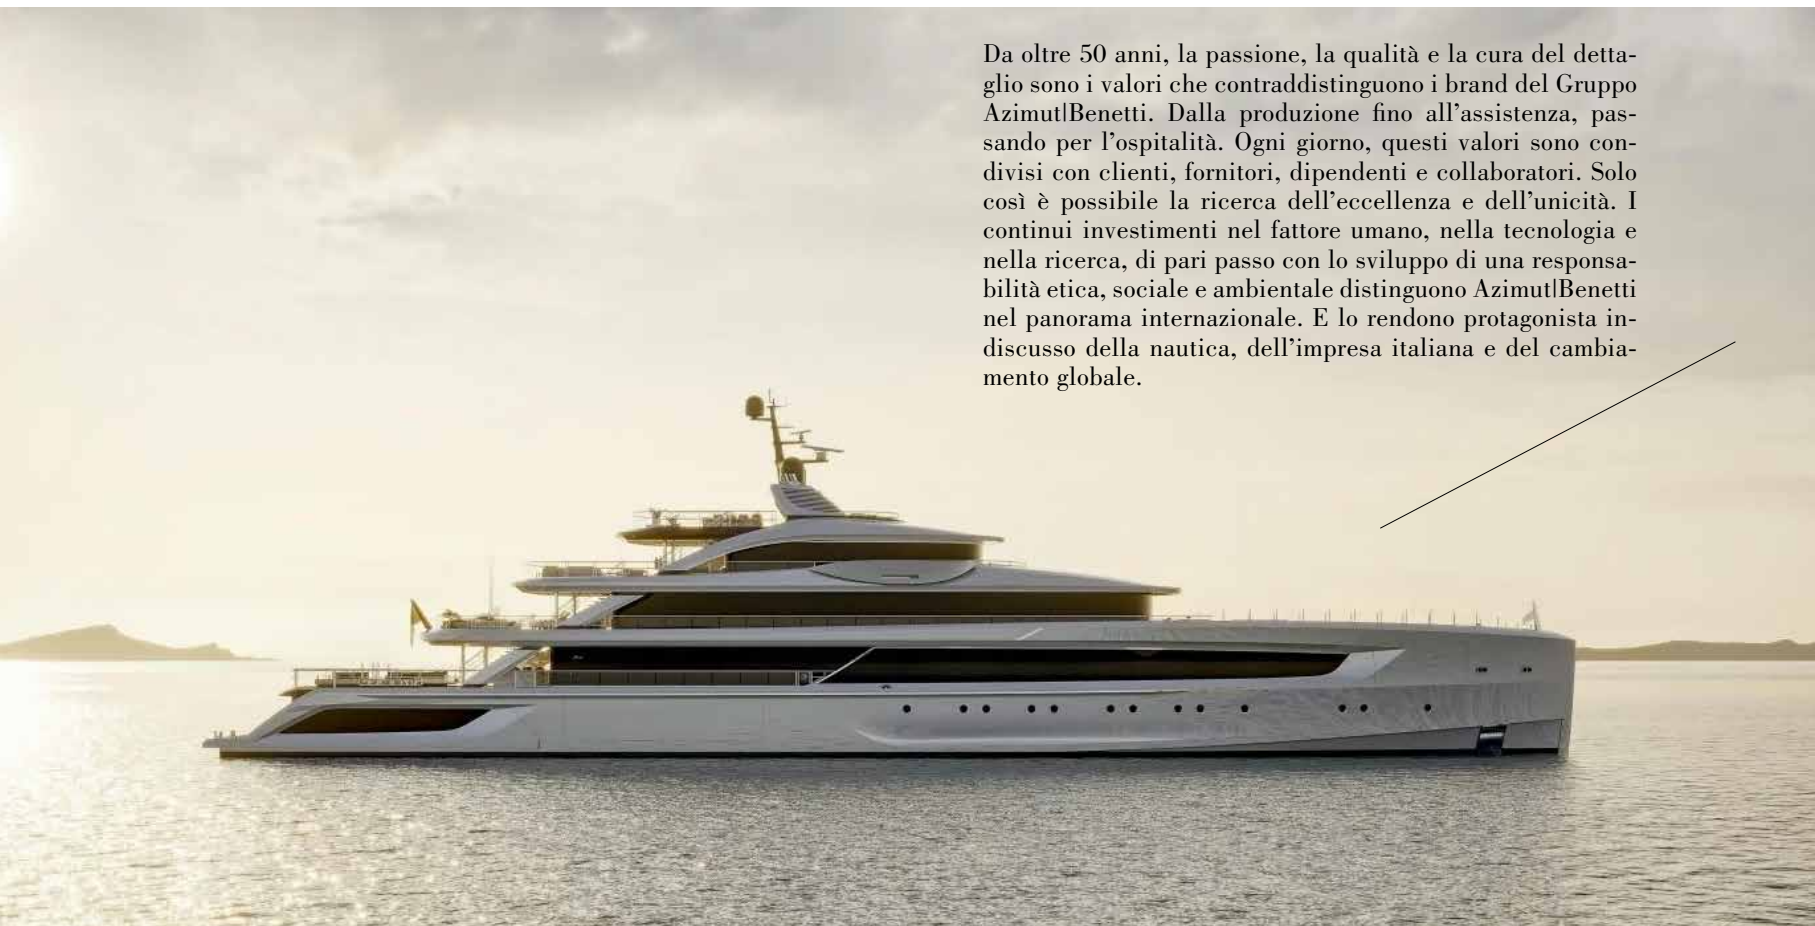 Da oltre 50 anni, la passione, la qualità e la cura del detta-
glio sono i valori che contraddistinguono i brand del Gruppo
Azimut|Benetti. Dalla produzione fino all’assistenza, pas-
sando per l’ospitalità. Ogni giorno, questi valori sono con-
divisi con clienti, fornitori, dipendenti e collaboratori. Solo
così è possibile la ricerca dell’eccellenza e dell’unicità. I
continui investimenti nel fattore umano, nella tecnologia e
nella ricerca, di pari passo con lo sviluppo di una responsa-
bilità etica, sociale e ambientale distinguono Azimut|Benetti
nel panorama internazionale. E lo rendono protagonista in-
discusso della nautica, dell’impresa italiana e del cambia-
mento globale.